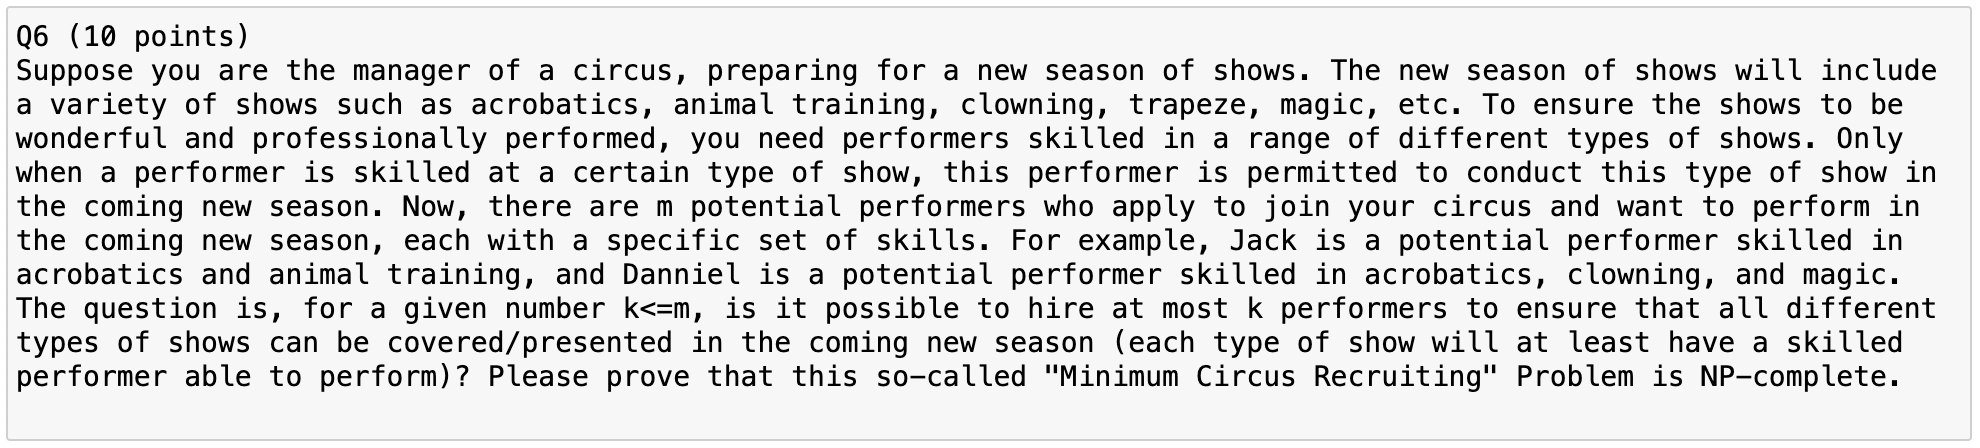 Q6 (10 points)
Suppose you are the manager of a circus, preparing for a new season of shows. The new season of shows will include
a variety of shows such as acrobatics, animal training, clowning, trapeze, magic, etc. To ensure the shows to be
wonderful and professionally performed, you need performers skilled in a range of different types of shows. Only
when a performer is skilled at a certain type of show, this performer is permitted to conduct this type of show in
the coming new season. Now, there are m potential performers who apply to join your circus and want to perform in
the coming new season, each with a specific set of skills. For example, Jack is a potential performer skilled in
acrobatics and animal training, and Danniel is a potential performer skilled in acrobatics, clowning, and magic.
The question is, for a given number k<=m, is it possible to hire at most k performers to ensure that all different
types of shows can be covered/presented in the coming new season (each type of show will at least have a skilled
performer able to perform)? Please prove that this so-called "Minimum Circus Recruiting" Problem is NP-complete.